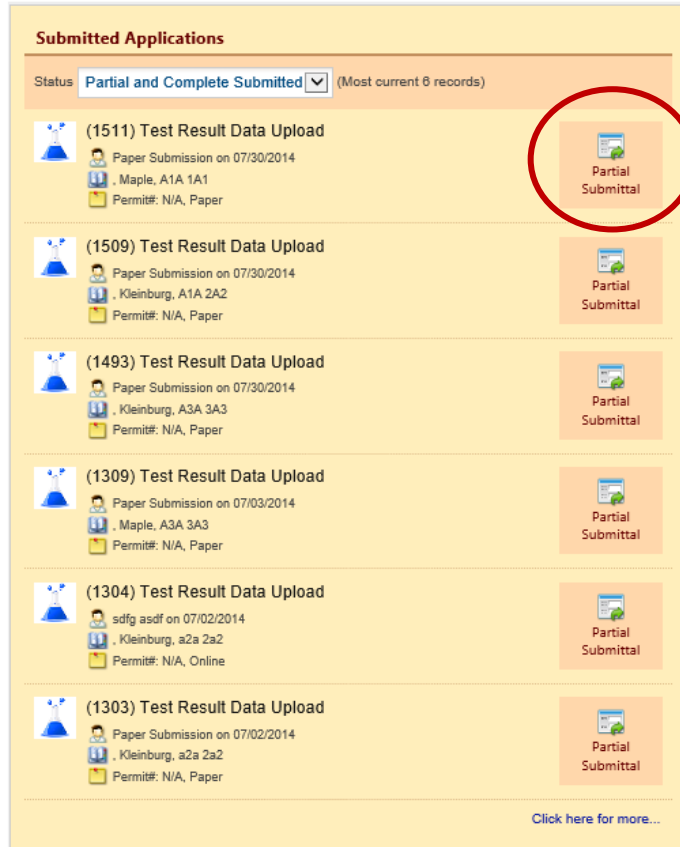 Submitted Applications
Status Partial and Complete Submitted (Most current 6 records)
(1511) Test Result Data Upload
Paper Submission on 07/30/2014
, Maple, A1A 1A1
Permit#: N/A, Paper
Partial
Submittal
(1509) Test Result Data Upload
Paper Submission on 07/30/2014
, Kleinburg, A1A 2A2
Permit#: N/A, Paper
Partial
Submittal
(1493) Test Result Data Upload
Paper Submission on 07/30/2014
, Kleinburg, A3A 3A3
Permit#: N/A, Paper
Partial
Submittal
(1309) Test Result Data Upload
Paper Submission on 07/03/2014
, Maple, A3A 3A3
Permit#: N/A, Paper
Partial
Submittal
(1304) Test Result Data Upload
sdfg asdf on 07/02/2014
, Kleinburg, a2a 2a2
Permit#: N/A, Online
Partial
Submittal
(1303) Test Result Data Upload
Paper Submission on 07/02/2014
, Kleinburg, a2a 2a2
Permit#: N/A, Paper
Partial
Submittal
Click here for more...